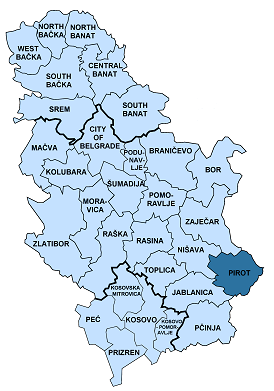 NORTH
BAČKA
NORTH
BANAT
WEST
BAČKA
CENTRAL
BANAT
SOUTH
BAČKA
SREM
SOUTH
BANAT
CITY
OF
BELGRADE
MAČVA
PODU-
NAV-
LJE
BRANIČEVO
KOLUBARA
BOR
ŠUMADIJA
MORA-
VICA
POMO-
RAVLJE
ZAJEČAR
ZLATIBOR
RAŠKA
RASINA
NIŠAVA
TOPLICA
PIROT
KOSOVSKA
MITROVICA
JABLANICA
PEĆ
KOSOVO
KOSOVO-
POMOR-
AVLJE
PČINJA
PRIZREN